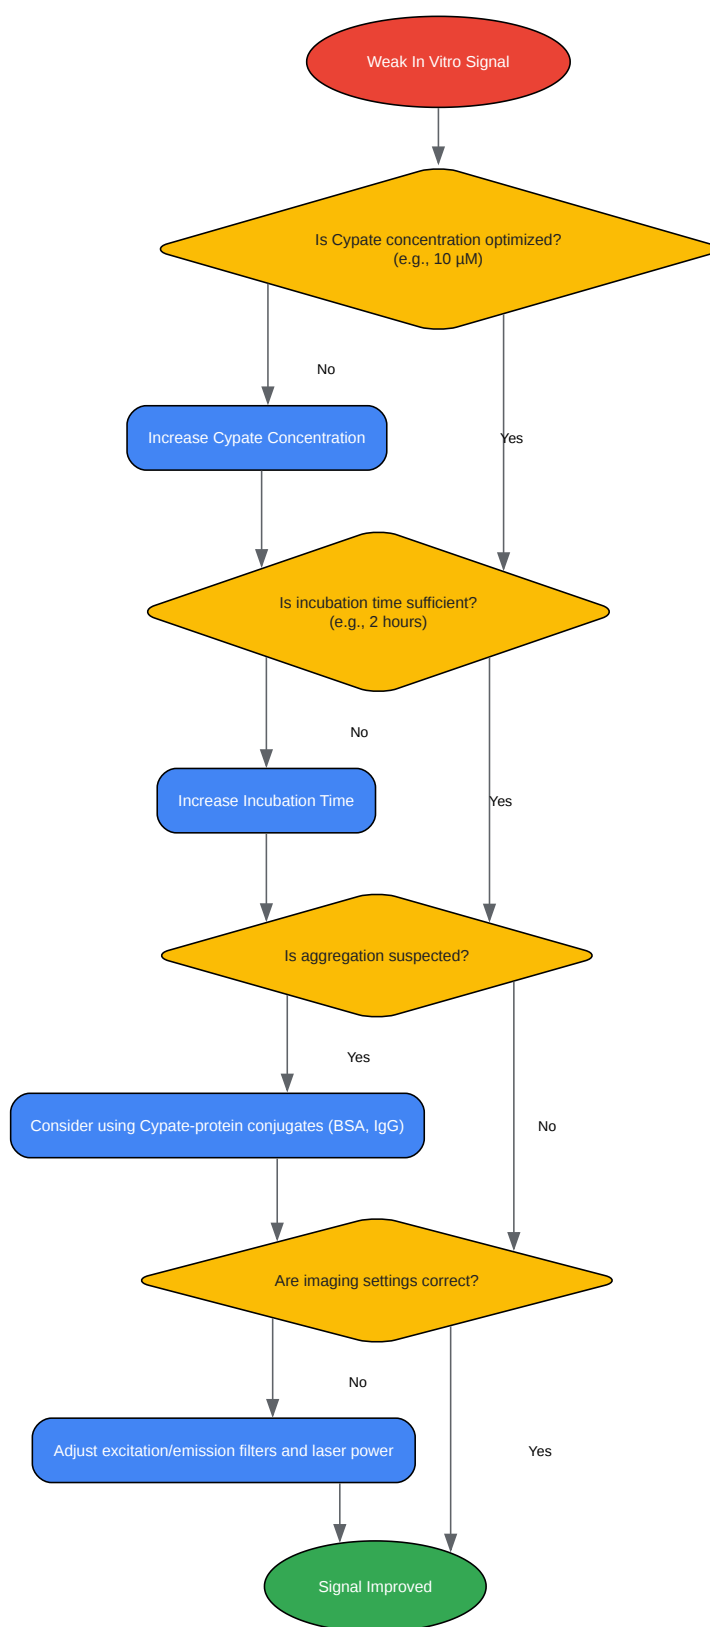 Weak In Vitro Signal
Is Cypate concentration optimized?
(e.g., 10 µM)
No
Increase Cypate Concentration
Yes
Is incubation time sufficient?
(e.g., 2 hours)
No
Increase Incubation Time
Yes
Is aggregation suspected?
Yes
Consider using Cypate-protein conjugates (BSA, IgG)
No
Are imaging settings correct?
No
Adjust excitation/emission filters and laser power
Yes
Signal Improved